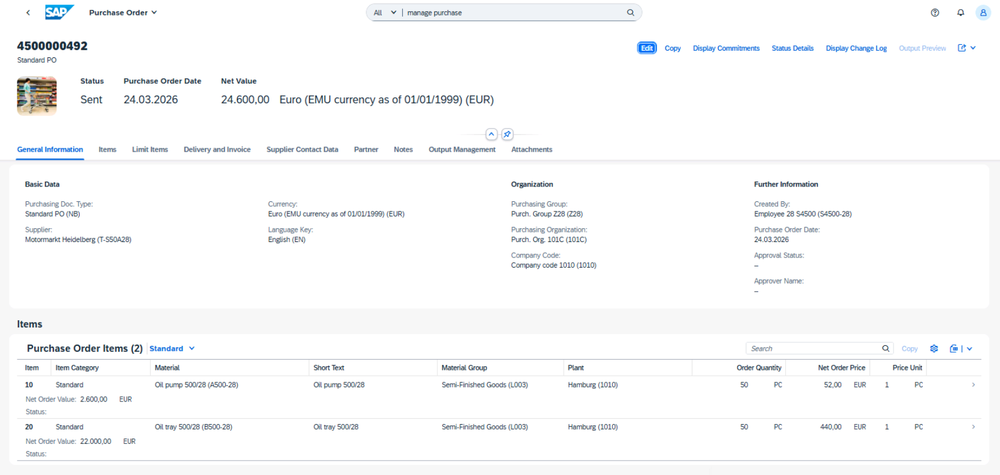 SAP Purchase Order All manage purchase
4500000492
Edit Copy Display Commitments Status Details Display Change Log Output Preview
Standard PO
Status Purchase Order Date Net Value
Sent 24.03.2026 24.600,00 Euro (EMU currency as of 01/01/1999) (EUR)
General Information Items Limit Items Delivery and Invoice Supplier Contact Data Partner Notes Output Management Attachments
Basic Data Organization Further Information
Purchasing Doc. Type: Currency: Purchasing Group: Created By:
Standard PO (NB) Euro (EMU currency as of 01/01/1999) (EUR) Purch. Group Z28 (Z28) Employee 28 S4500 (S4500-28)
Supplier: Language Key: Purchasing Organization: Purchase Order Date:
Motormarkt Heidelberg (T-S50A28) English (EN) Purch. Org. 101C (101C) 24.03.2026
Company Code: Approval Status:
Company code 1010 (1010) –
Approver Name:
–
Items
Purchase Order Items (2) Standard Search Copy
Item Item Category Material Short Text Material Group Plant Order Quantity Net Order Price Price Unit
10 Standard Oil pump 500/28 (A500-28) Oil pump 500/28 Semi-Finished Goods (L003) Hamburg (1010) 50 PC 52,00 EUR 1 PC
Net Order Value: 2.600,00 EUR
Status:
20 Standard Oil tray 500/28 (B500-28) Oil tray 500/28 Semi-Finished Goods (L003) Hamburg (1010) 50 PC 440,00 EUR 1 PC
Net Order Value: 22.000,00 EUR
Status: